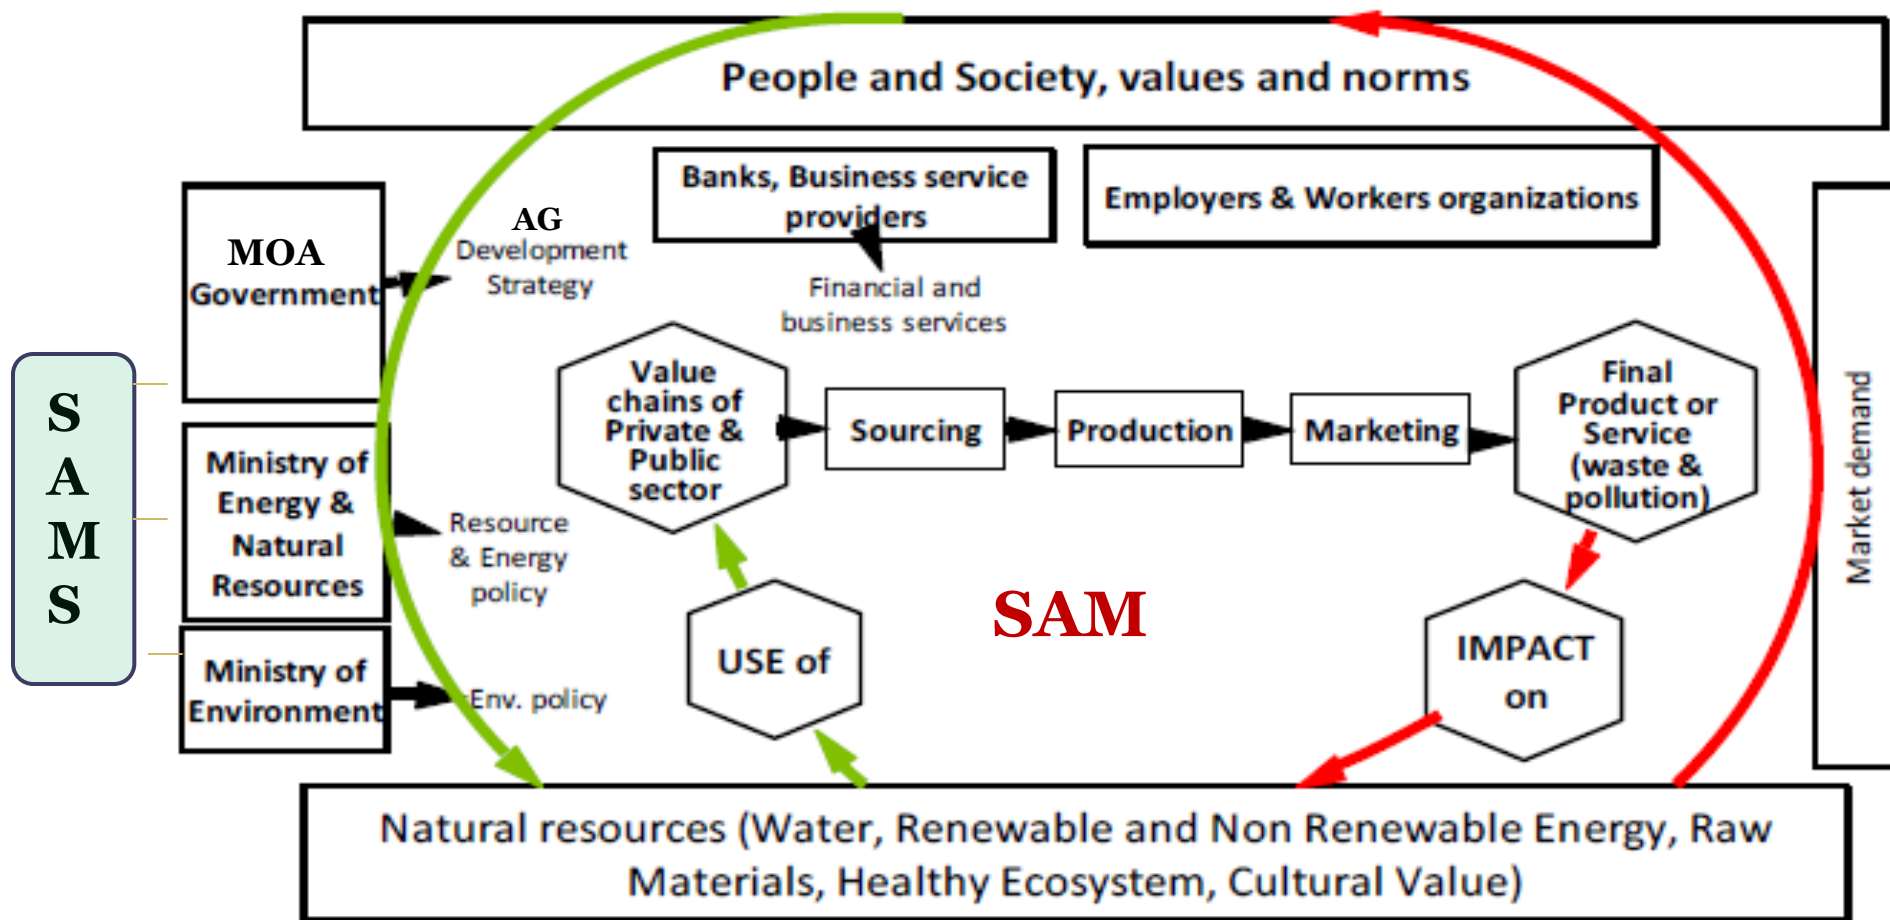 People and Society, values and norms
Banks, Business service
providers
Employers & Workers organizations
MOA
Government
AG
Development
Strategy
Financial and
business services
S
A
M
S
Value
chains of
Private &
Public
sector
Sourcing
Production
Marketing
Final
Product or
Service
(waste &
pollution)
Market demand
Ministry of
Energy &
Natural
Resources
Resource
& Energy
policy
SAM
USE of
IMPACT
on
Ministry of
Environment
Env. policy
Natural resources (Water, Renewable and Non Renewable Energy, Raw
Materials, Healthy Ecosystem, Cultural Value)